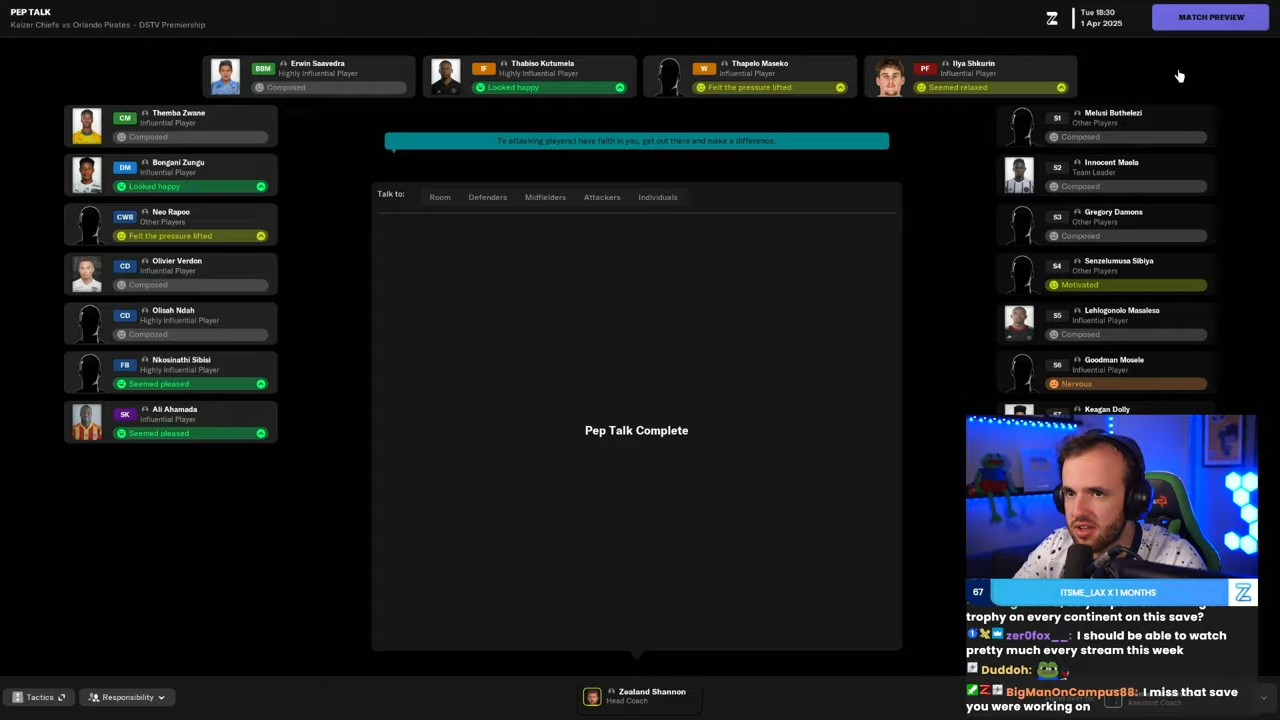 PEP TALK
Kaizer Chiefs vs Orlando Pirates - DSTV Premiership
Tue 18:30
1 Apr 2025
MATCH PREVIEW
BBM Erwin Saavedra
Highly Influential Player
Composed
IF Thabiso Kutumela
Highly Influential Player
Looked happy
W Thapelo Maseko
Influential Player
Felt the pressure lifted
PF Ilya Shkurin
Influential Player
Seemed relaxed
CM Themba Zwane
Influential Player
Composed
DM Bongani Zungu
Influential Player
Looked happy
CWB Neo Rapoo
Other Players
Felt the pressure lifted
CD Olivier Verdon
Influential Player
Composed
CD Olisah Ndah
Highly Influential Player
Composed
FB Nkosinathi Sibisi
Highly Influential Player
Seemed pleased
SK Ali Ahamada
Influential Player
Seemed pleased
To attacking players:I have faith in you, get out there and make a difference.
Talk to: Room Defenders Midfielders Attackers Individuals
Pep Talk Complete
S1 Melusi Buthelezi
Other Players
Composed
S2 Innocent Maela
Team Leader
Composed
S3 Gregory Damons
Other Players
Composed
S4 Senzelumusa Sibiya
Other Players
Motivated
S5 Lehlogonolo Masalesa
Influential Player
Composed
S6 Goodman Mosele
Influential Player
Nervous
Keagan Dolly
67 ITSME_LAX X 1 MONTHS
trophy on every continent on this save?
zer0fox__: I should be able to watch
pretty much every stream this week
Duddoh:
BigManOnCampus88: I miss that save
you were working on
Tactics Responsibility
Zealand Shannon
Head Coach
Assistant Coach